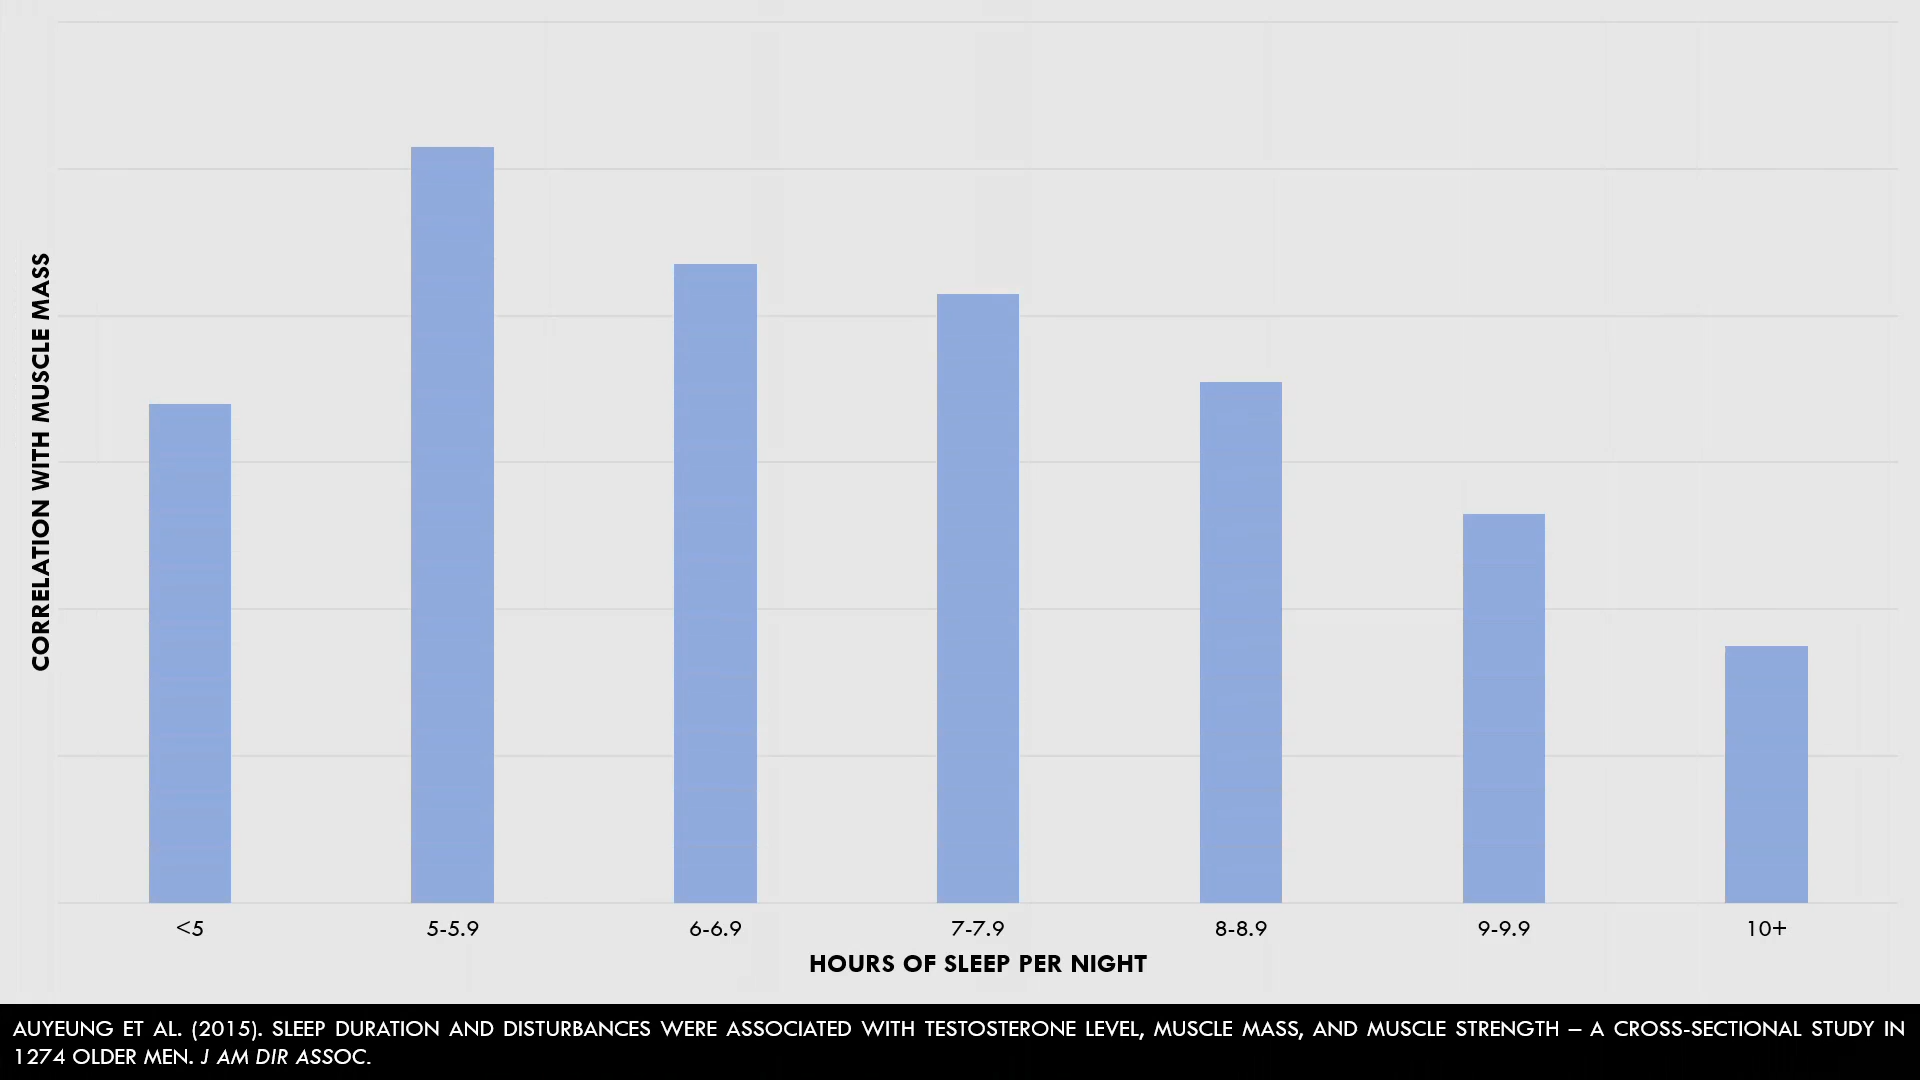 CORRELATION WITH MUSCLE MASS
<5 5-5.9 6-6.9 7-7.9 8-8.9 9-9.9 10+
HOURS OF SLEEP PER NIGHT
AUYEUNG ET AL. (2015). SLEEP DURATION AND DISTURBANCES WERE ASSOCIATED WITH TESTOSTERONE LEVEL, MUSCLE MASS, AND MUSCLE STRENGTH – A CROSS-SECTIONAL STUDY IN
1274 OLDER MEN. J AM DIR ASSOC.